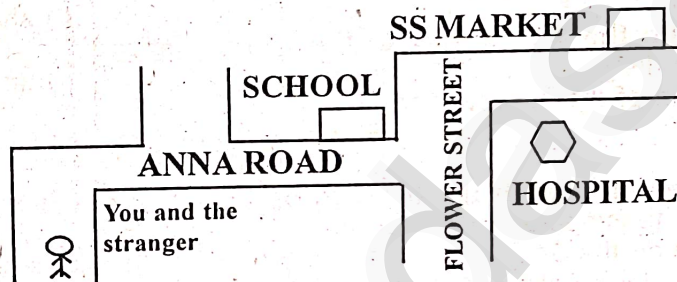 SS MARKET
SCHOOL
FLOWER STREET
ANNA ROAD
HOSPITAL
You and the
stranger